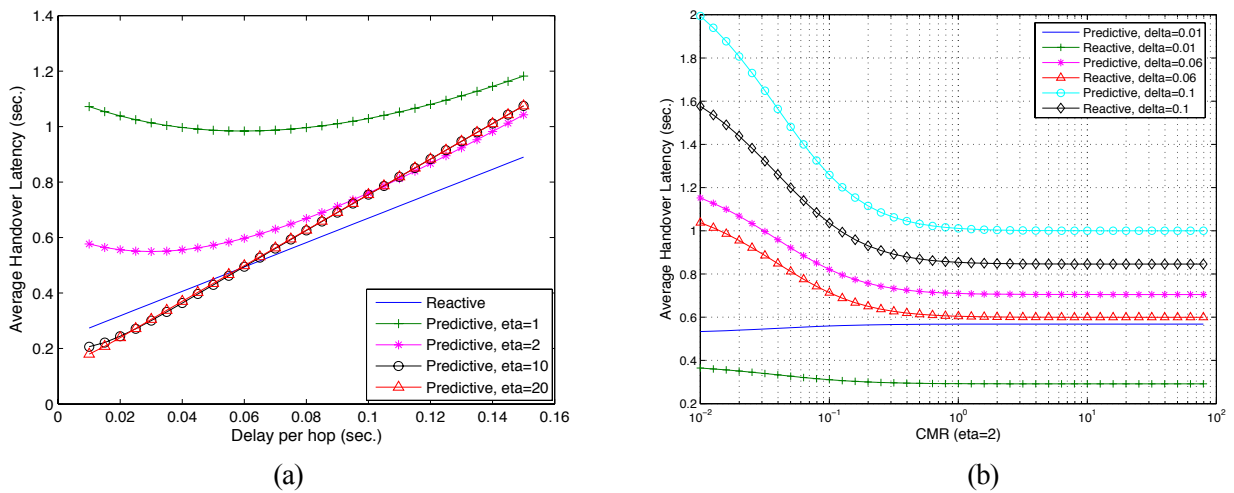 1.4
1.2
1
0.8
0.6
0.4
0.2
0
0 0.02 0.04 0.06 0.08 0.1 0.12 0.14 0.16
Average Handover Latency (sec.)
Delay per hop (sec.)
Reactive
Predictive, eta=1
Predictive, eta=2
Predictive, eta=10
Predictive, eta=20
(a)
2
1.8
1.6
1.4
1.2
1
0.8
0.6
0.4
0.2
10^-2 10^-1 10^0 10^1 10^2
Average Handover Latency (sec.)
CMR (eta=2)
Predictive, delta=0.01
Reactive, delta=0.01
Predictive, delta=0.06
Reactive, delta=0.06
Predictive, delta=0.1
Reactive, delta=0.1
(b)